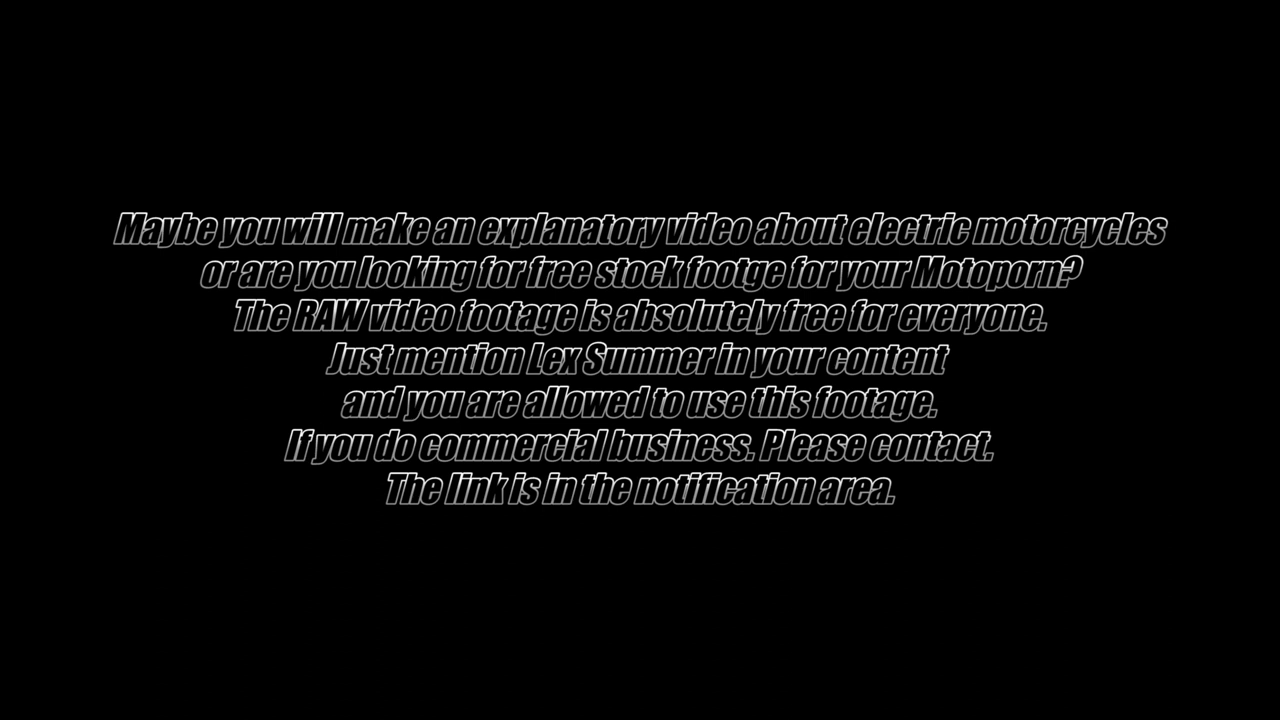 Maybe you will make an explanatory video about electric motorcycles
or are you looking for free stock footge for your Motoporn?
The RAW video footage is absolutely free for everyone.
Just mention Lex Summer in your content
and you are allowed to use this footage.
If you do commercial business. Please contact.
The link is in the notification area.